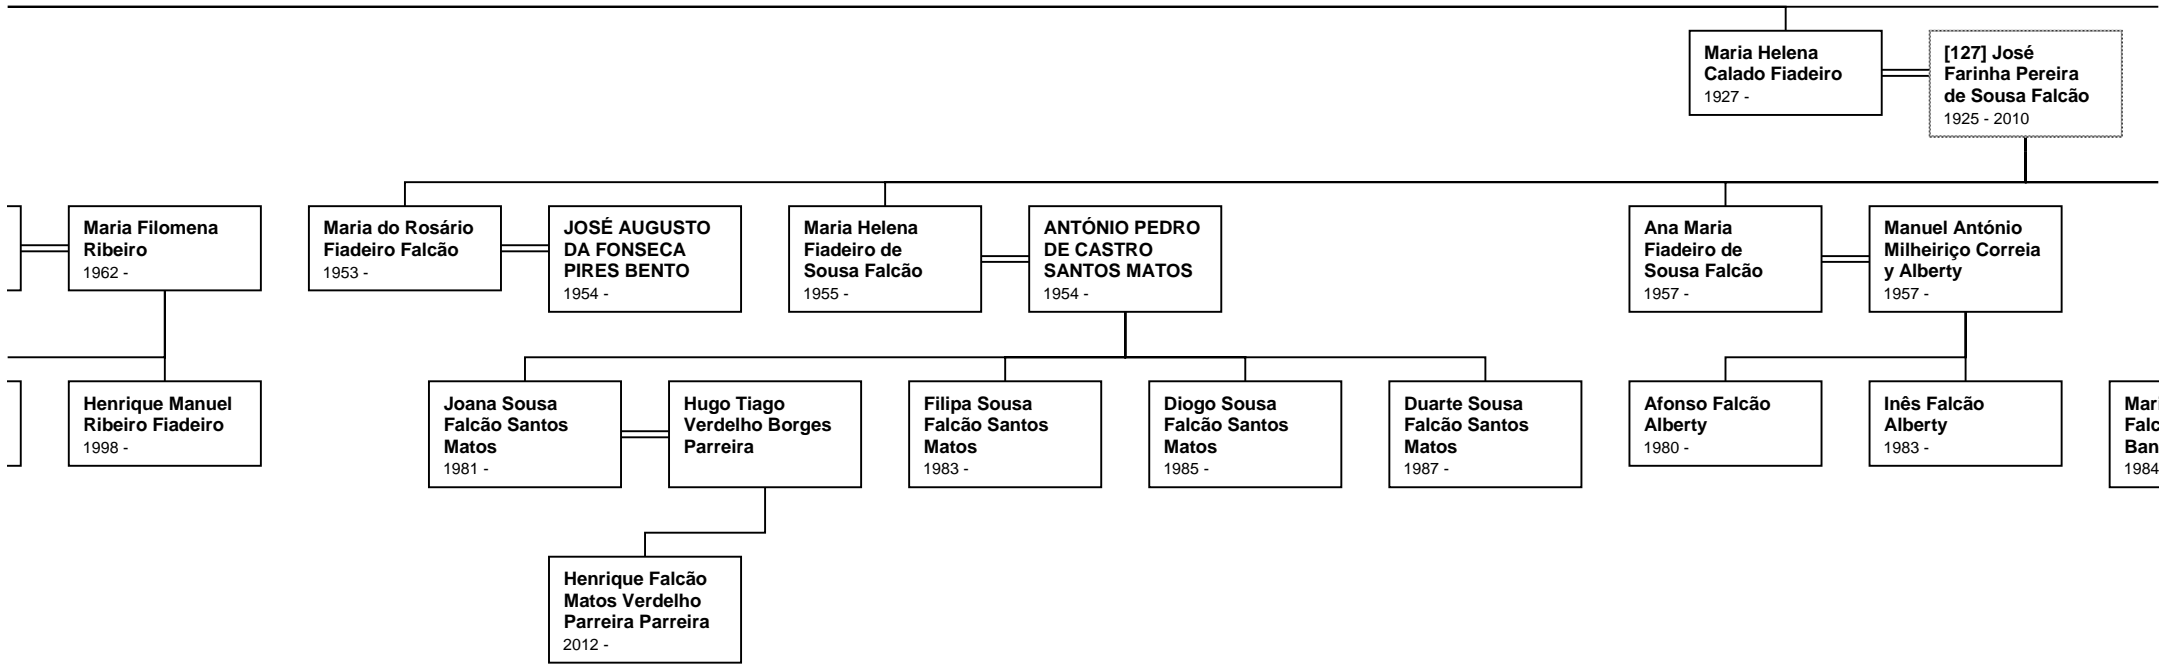 Maria Helena
Calado Fiadeiro
1927 -
[127] José
Farinha Pereira
de Sousa Falcão
1925 - 2010
Maria Filomena
Ribeiro
1962 -
Maria do Rosário
Fiadeiro Falcão
1953 -
JOSÉ AUGUSTO
DA FONSECA
PIRES BENTO
1954 -
Maria Helena
Fiadeiro de
Sousa Falcão
1955 -
ANTÓNIO PEDRO
DE CASTRO
SANTOS MATOS
1954 -
Ana Maria
Fiadeiro de
Sousa Falcão
1957 -
Manuel António
Milheiriço Correia
y Alberty
1957 -
Henrique Manuel
Ribeiro Fiadeiro
1998 -
Joana Sousa
Falcão Santos
Matos
1981 -
Hugo Tiago
Verdelho Borges
Parreira
Filipa Sousa
Falcão Santos
Matos
1983 -
Diogo Sousa
Falcão Santos
Matos
1985 -
Duarte Sousa
Falcão Santos
Matos
1987 -
Afonso Falcão
Alberty
1980 -
Inês Falcão
Alberty
1983 -
Mari
Falc
Ban
1984
Henrique Falcão
Matos Verdelho
Parreira Parreira
2012 -